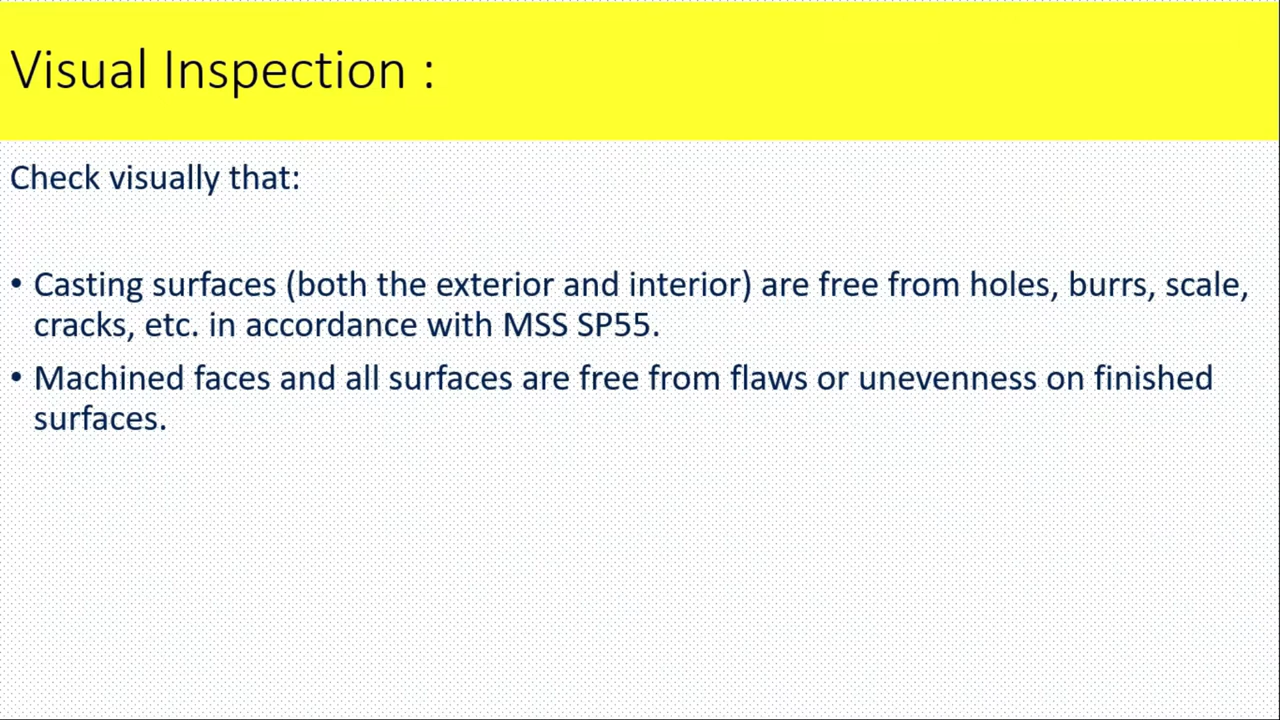 Visual Inspection :
Check visually that:
• Casting surfaces (both the exterior and interior) are free from holes, burrs, scale,
cracks, etc. in accordance with MSS SP55.
• Machined faces and all surfaces are free from flaws or unevenness on finished
surfaces.